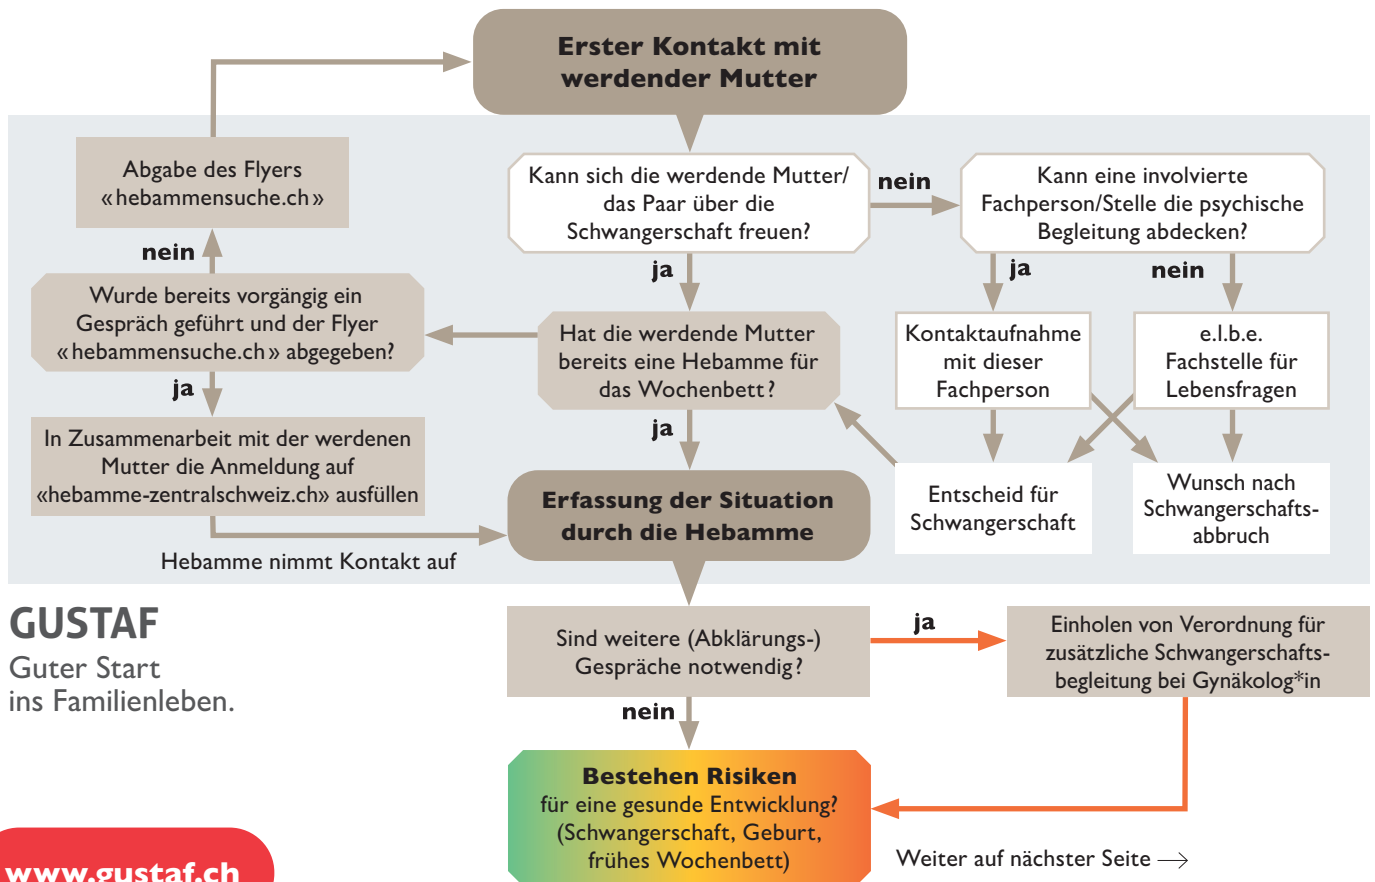 Erster Kontakt mit
werdender Mutter
Abgabe des Flyers
«hebammensuche.ch»
Kann sich die werdende Mutter/
das Paar über die
Schwangerschaft freuen?
nein
Kann eine involvierte
Fachperson/Stelle die psychische
Begleitung abdecken?
nein
ja
ja
nein
Wurde bereits vorgängig ein
Gespräch geführt und der Flyer
«hebammensuche.ch» abgegeben?
Hat die werdende Mutter
bereits eine Hebamme für
das Wochenbett?
Kontaktaufnahme
mit dieser
Fachperson
e.l.b.e.
Fachstelle für
Lebensfragen
ja
ja
In Zusammenarbeit mit der werdenen
Mutter die Anmeldung auf
«hebamme-zentralschweiz.ch» ausfüllen
Erfassung der Situation
durch die Hebamme
Entscheid für
Schwangerschaft
Wunsch nach
Schwangerschafts-
abbruch
Hebamme nimmt Kontakt auf
GUSTAF
Guter Start
ins Familienleben.
Sind weitere (Abklärungs-)
Gespräche notwendig?
ja
Einholen von Verordnung für
zusätzliche Schwangerschafts-
begleitung bei Gynäkolog*in
nein
Bestehen Risiken
für eine gesunde Entwicklung?
(Schwangerschaft, Geburt,
frühes Wochenbett)
Weiter auf nächster Seite →
www.gustaf.ch